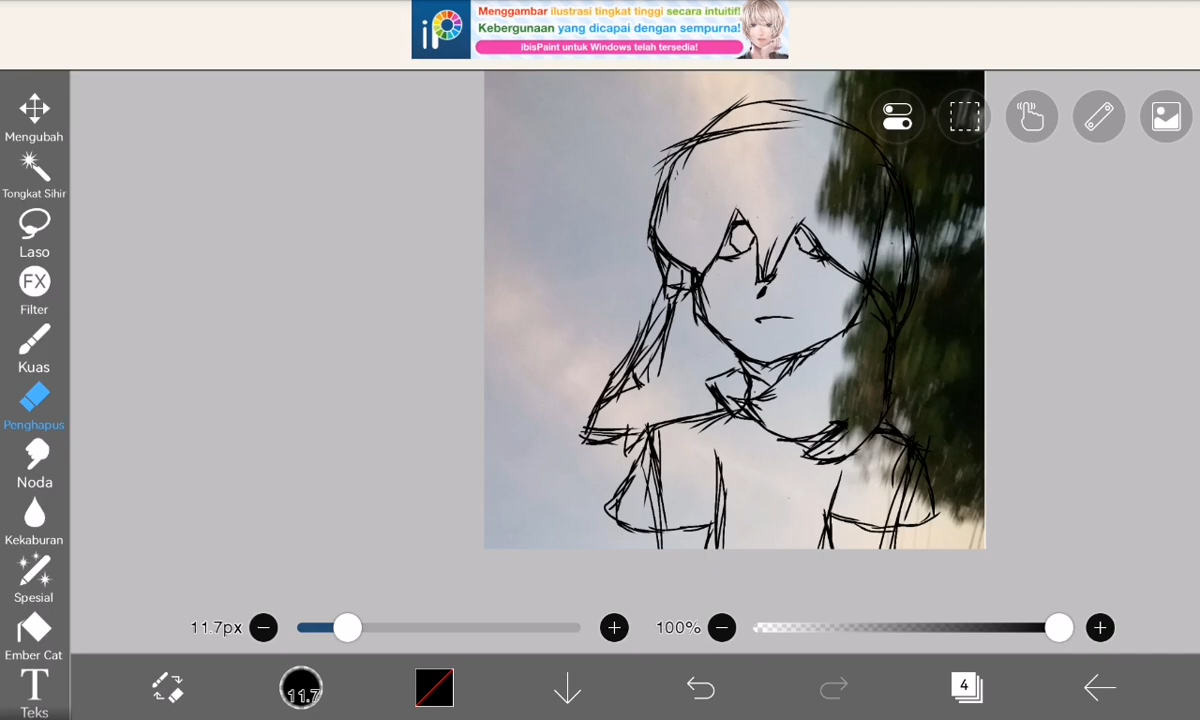 iP
Menggambar ilustrasi tingkat tinggi secara intuitif!
Kebergunaan yang dicapai dengan sempurna!
ibisPaint untuk Windows telah tersedia!
Mengubah
Tongkat Sihir
Laso
FX
Filter
Kuas
Penghapus
Noda
Kekaburan
Spesial
Ember Cat
T
Teks
11.7px
100%
11.7
4